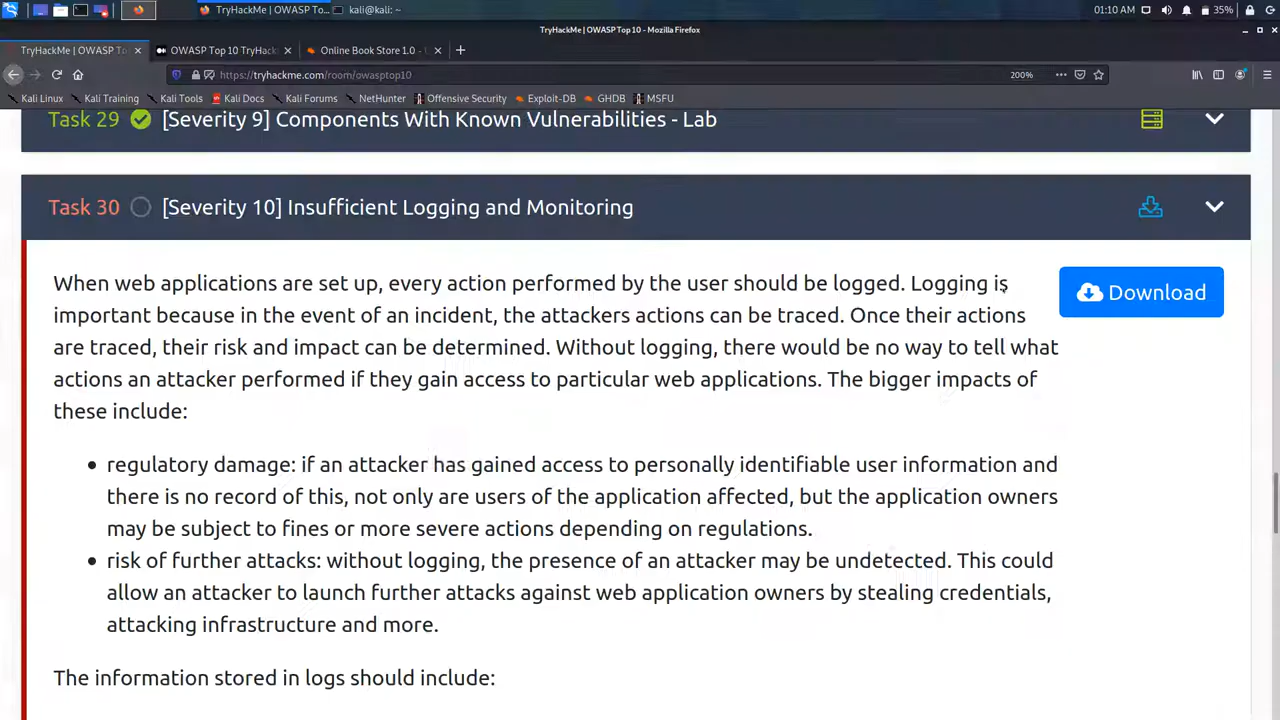 TryHackMe | OWASP To...
kali@kali: ~
01:10 AM
35%
TryHackMe | OWASP Top 10 - Mozilla Firefox
TryHackMe | OWASP Top
OWASP Top 10 TryHack
Online Book Store 1.0 -
https://tryhackme.com/room/owasptop10
200%
Kali Linux
Kali Training
Kali Tools
Kali Docs
Kali Forums
NetHunter
Offensive Security
Exploit-DB
GHDB
MSFU
Task 29 [Severity 9] Components With Known Vulnerabilities - Lab
Task 30 [Severity 10] Insufficient Logging and Monitoring
Download
When web applications are set up, every action performed by the user should be logged. Logging is
important because in the event of an incident, the attackers actions can be traced. Once their actions
are traced, their risk and impact can be determined. Without logging, there would be no way to tell what
actions an attacker performed if they gain access to particular web applications. The bigger impacts of
these include:
regulatory damage: if an attacker has gained access to personally identifiable user information and
there is no record of this, not only are users of the application affected, but the application owners
may be subject to fines or more severe actions depending on regulations.
risk of further attacks: without logging, the presence of an attacker may be undetected. This could
allow an attacker to launch further attacks against web application owners by stealing credentials,
attacking infrastructure and more.
The information stored in logs should include: